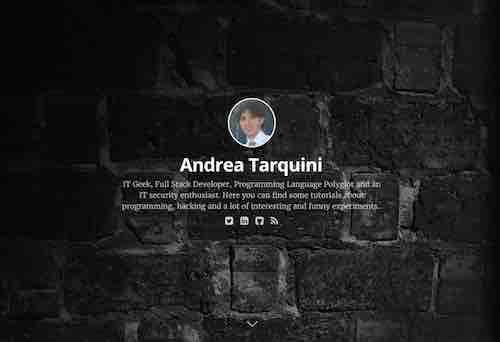 Andrea Tarquini
IT Geek, Full Stack Developer, Programming Language Polyglot and an
IT security enthusiast. Here you can find some tutorials about
programming, hacking and a lot of interesting and funny experiments.